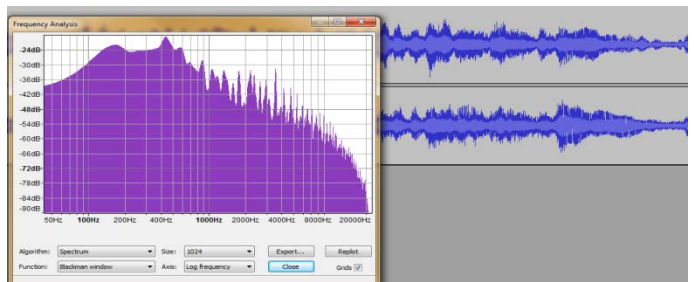 Frequency Analysis
-24dB
-30dB
-36dB
-42dB
-48dB
-54dB
-60dB
-66dB
-72dB
-78dB
-84dB
-90dB
50Hz 100Hz 200Hz 400Hz 1000Hz 2000Hz 4000Hz 8000Hz 20000Hz
Algorithm: Spectrum Size: 1024 Export... Replot
Function: Blackman window Axis: Log frequency Close Grids